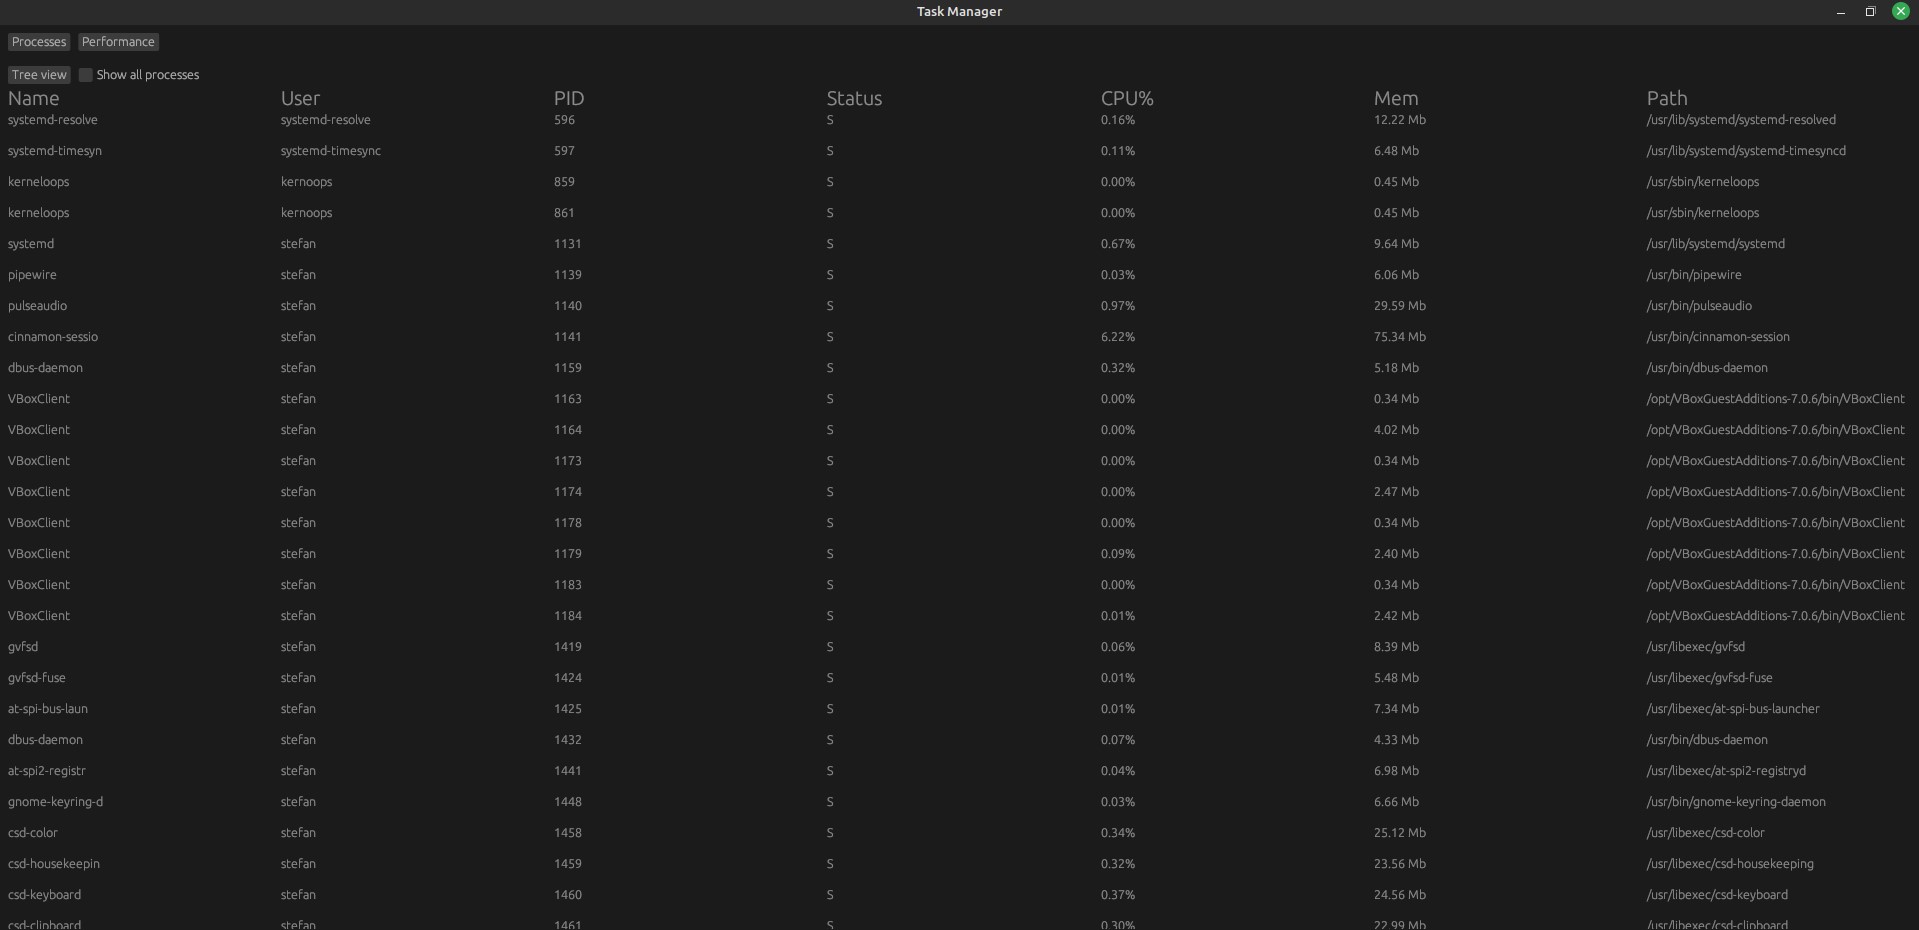 Task Manager
Processes Performance
Tree view Show all processes
Name User PID Status CPU% Mem Path
systemd-resolve systemd-resolve 596 S 0.16% 12.22 Mb /usr/lib/systemd/systemd-resolved
systemd-timesyn systemd-timesync 597 S 0.11% 6.48 Mb /usr/lib/systemd/systemd-timesyncd
kerneloops kernoops 859 S 0.00% 0.45 Mb /usr/sbin/kerneloops
kerneloops kernoops 861 S 0.00% 0.45 Mb /usr/sbin/kerneloops
systemd stefan 1131 S 0.67% 9.64 Mb /usr/lib/systemd/systemd
pipewire stefan 1139 S 0.03% 6.06 Mb /usr/bin/pipewire
pulseaudio stefan 1140 S 0.97% 29.59 Mb /usr/bin/pulseaudio
cinnamon-sessio stefan 1141 S 6.22% 75.34 Mb /usr/bin/cinnamon-session
dbus-daemon stefan 1159 S 0.32% 5.18 Mb /usr/bin/dbus-daemon
VBoxClient stefan 1163 S 0.00% 0.34 Mb /opt/VBoxGuestAdditions-7.0.6/bin/VBoxClient
VBoxClient stefan 1164 S 0.00% 4.02 Mb /opt/VBoxGuestAdditions-7.0.6/bin/VBoxClient
VBoxClient stefan 1173 S 0.00% 0.34 Mb /opt/VBoxGuestAdditions-7.0.6/bin/VBoxClient
VBoxClient stefan 1174 S 0.00% 2.47 Mb /opt/VBoxGuestAdditions-7.0.6/bin/VBoxClient
VBoxClient stefan 1178 S 0.00% 0.34 Mb /opt/VBoxGuestAdditions-7.0.6/bin/VBoxClient
VBoxClient stefan 1179 S 0.09% 2.40 Mb /opt/VBoxGuestAdditions-7.0.6/bin/VBoxClient
VBoxClient stefan 1183 S 0.00% 0.34 Mb /opt/VBoxGuestAdditions-7.0.6/bin/VBoxClient
VBoxClient stefan 1184 S 0.01% 2.42 Mb /opt/VBoxGuestAdditions-7.0.6/bin/VBoxClient
gvfsd stefan 1419 S 0.06% 8.39 Mb /usr/libexec/gvfsd
gvfsd-fuse stefan 1424 S 0.01% 5.48 Mb /usr/libexec/gvfsd-fuse
at-spi-bus-laun stefan 1425 S 0.01% 7.34 Mb /usr/libexec/at-spi-bus-launcher
dbus-daemon stefan 1432 S 0.07% 4.33 Mb /usr/bin/dbus-daemon
at-spi2-registr stefan 1441 S 0.04% 6.98 Mb /usr/libexec/at-spi2-registryd
gnome-keyring-d stefan 1448 S 0.03% 6.66 Mb /usr/bin/gnome-keyring-daemon
csd-color stefan 1458 S 0.34% 25.12 Mb /usr/libexec/csd-color
csd-housekeepin stefan 1459 S 0.32% 23.56 Mb /usr/libexec/csd-housekeeping
csd-keyboard stefan 1460 S 0.37% 24.56 Mb /usr/libexec/csd-keyboard
csd-clipboard stefan 1461 S 0.30% 22.99 Mb /usr/libexec/csd-clipboard